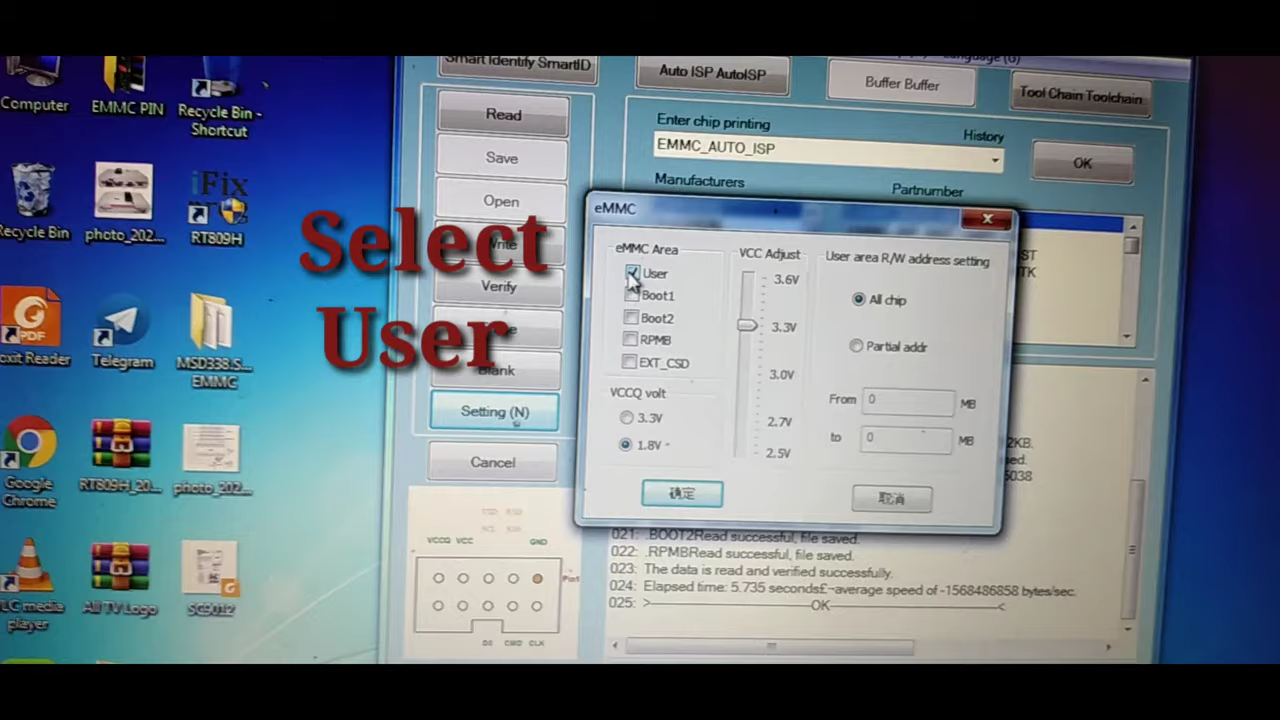 Smart Identify SmartID
Auto ISP AutoISP
Buffer Buffer
Tool Chain Toolchain
Computer
EMMC PIN
Recycle Bin -
Shortcut
Read
Enter chip printing
History
EMMC_AUTO_ISP
OK
Save
Manufacturers
Partnumber
Open
Recycle Bin
photo_202...
iFix
RT809H
Select
User
Verify
Blank
Setting (N)
Cancel
eMMC
eMMC Area
User
Boot1
Boot2
RPMB
EXT_CSD
VCCQ volt
3.3V
1.8V
VCC Adjust
3.6V
3.3V
3.0V
2.7V
2.5V
User area R/W address setting
All chip
Partial addr
From 0 MB
to 0 MB
确定
取消
Telegram
MSD338.S...
EMMC
Google
Chrome
RT809H_20...
photo_202...
player
All TV Logo
SC9012
VCCQ VCC
GND
CMD CLK
021: .BOOT2Read successful, file saved.
022: .RPMBRead successful, file saved.
023: The data is read and verified successfully.
024: Elapsed time: 5.735 seconds£¬average speed of -1568486858 bytes/sec.
025: >————————OK————————<